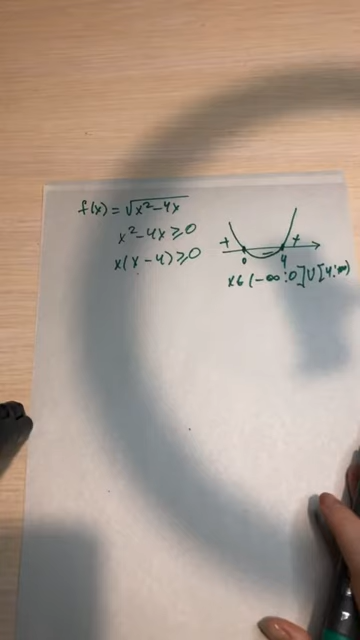 f(x) = √x²-4x
x² - 4x ≥ 0
x(x - 4) ≥ 0
+ +
0 4
x ∈ (-∞; 0] ∪ [4; ∞)